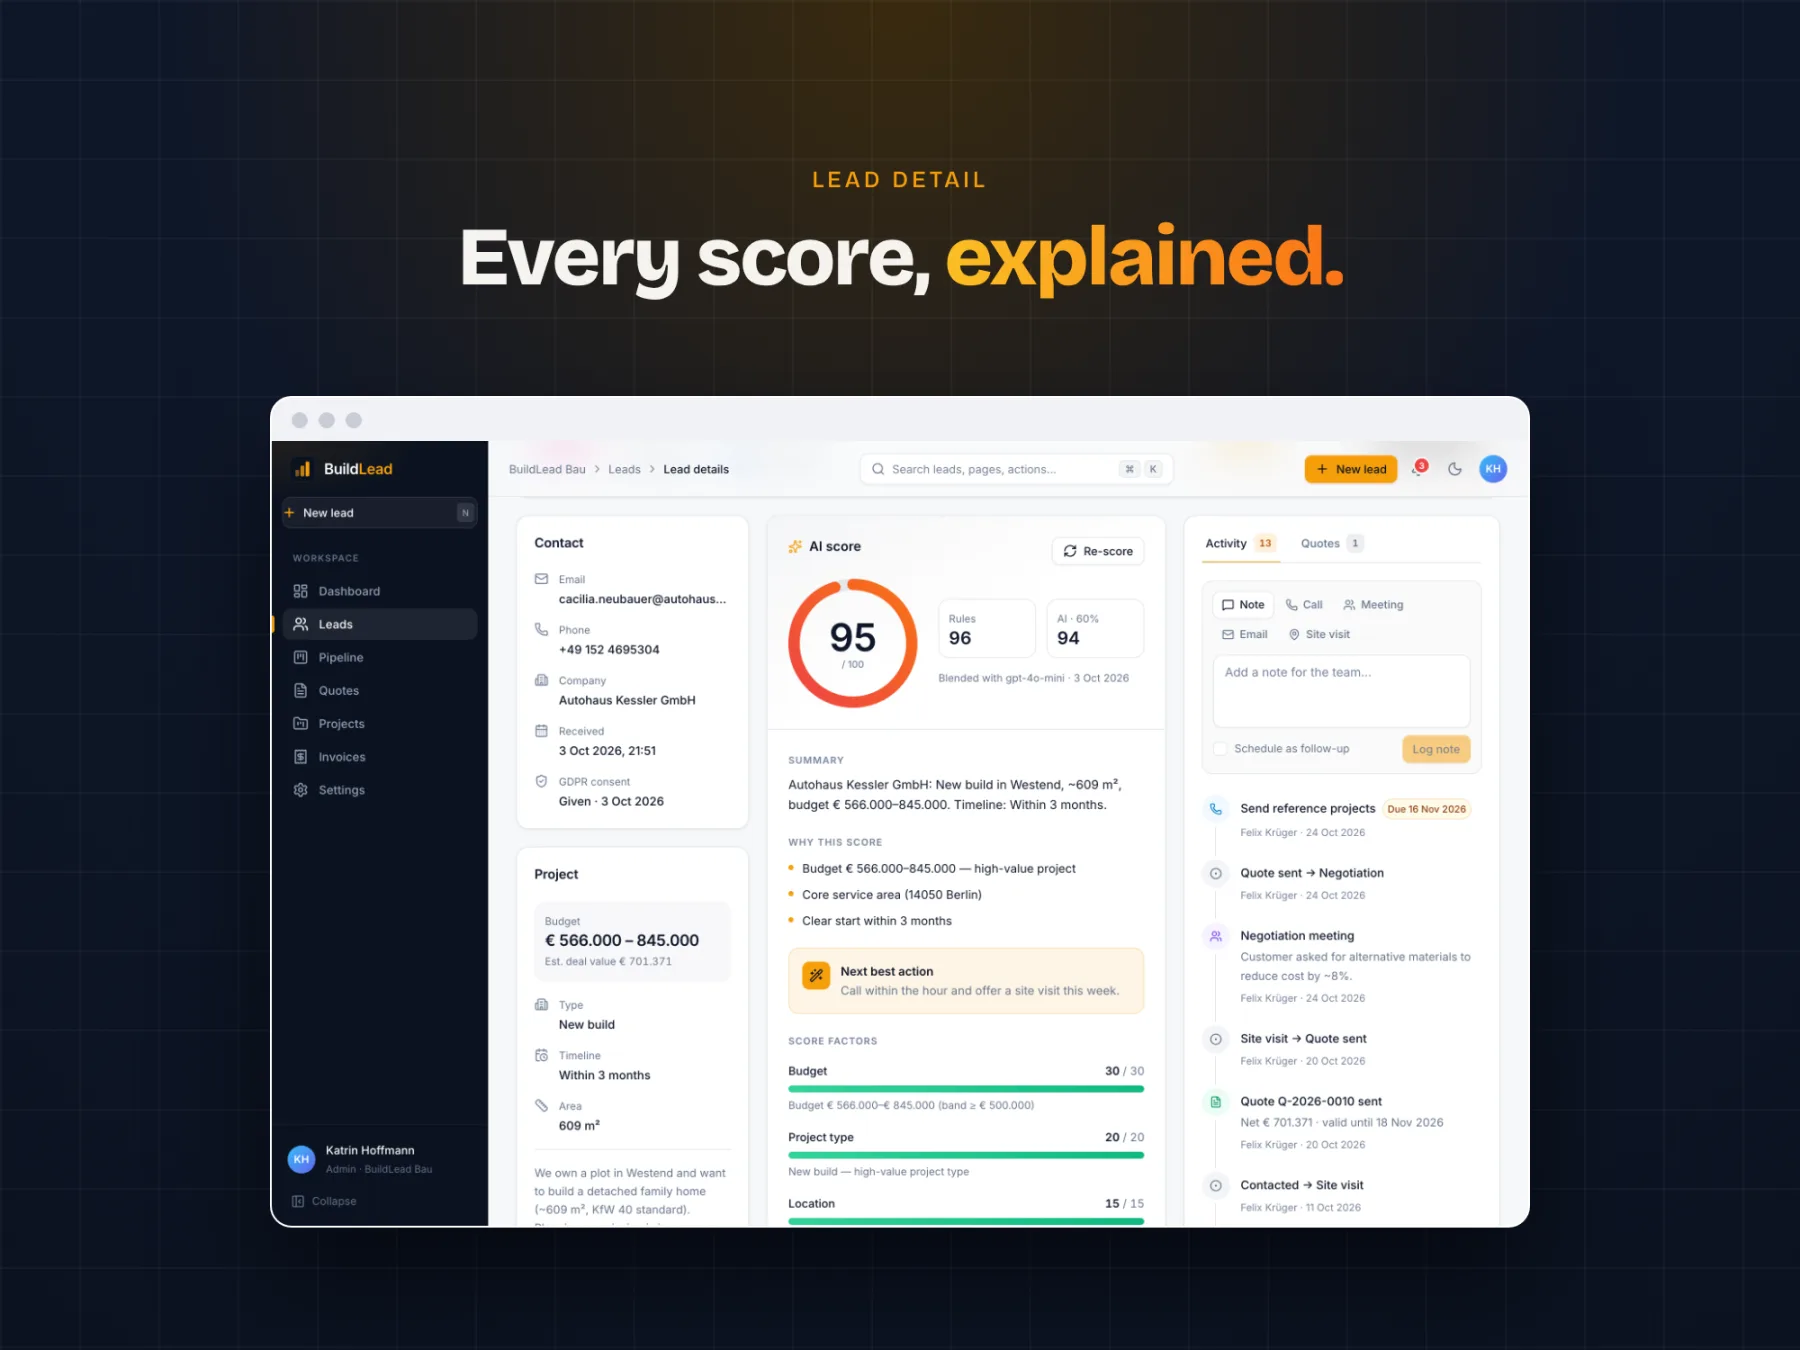 LEAD DETAIL
Every score, explained.
BuildLead
New lead
N
WORKSPACE
Dashboard
Leads
Pipeline
Quotes
Projects
Invoices
Settings
Katrin Hoffmann
KH
Admin · BuildLead Bau
Collapse
BuildLead Bau > Leads > Lead details
Search leads, pages, actions...
⌘ K
+ New lead
3
KH
Contact
Email
cacilia.neubauer@autohaus...
Phone
+49 152 4695304
Company
Autohaus Kessler GmbH
Received
3 Oct 2026, 21:51
GDPR consent
Given · 3 Oct 2026
Project
Budget
€ 566.000 – 845.000
Est. deal value € 701.371
Type
New build
Timeline
Within 3 months
Area
609 m²
We own a plot in Westend and want
to build a detached family home
(~609 m², KfW 40 standard).
AI score
Re-score
95
/ 100
Rules
96
AI · 60%
94
Blended with gpt-4o-mini · 3 Oct 2026
SUMMARY
Autohaus Kessler GmbH: New build in Westend, ~609 m²,
budget € 566.000–845.000. Timeline: Within 3 months.
WHY THIS SCORE
Budget € 566.000–845.000 — high-value project
Core service area (14050 Berlin)
Clear start within 3 months
Next best action
Call within the hour and offer a site visit this week.
SCORE FACTORS
Budget 30 / 30
Budget € 566.000–€ 845.000 (band ≥ € 500.000)
Project type 20 / 20
New build — high-value project type
Location 15 / 15
Activity 13
Quotes 1
Note
Call
Meeting
Email
Site visit
Add a note for the team...
Schedule as follow-up
Log note
Send reference projects Due 16 Nov 2026
Felix Krüger · 24 Oct 2026
Quote sent → Negotiation
Felix Krüger · 24 Oct 2026
Negotiation meeting
Customer asked for alternative materials to
reduce cost by ~8%.
Felix Krüger · 24 Oct 2026
Site visit → Quote sent
Felix Krüger · 20 Oct 2026
Quote Q-2026-0010 sent
Net € 701.371 · valid until 18 Nov 2026
Felix Krüger · 20 Oct 2026
Contacted → Site visit
Felix Krüger · 11 Oct 2026